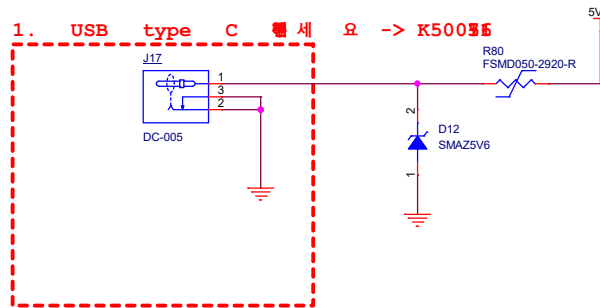 5V
1. USB type C 세 요 ->
R80
FSMD050-2920-R
J17
1
3
2
DC-005
2
D12
SMAZ5V6
1